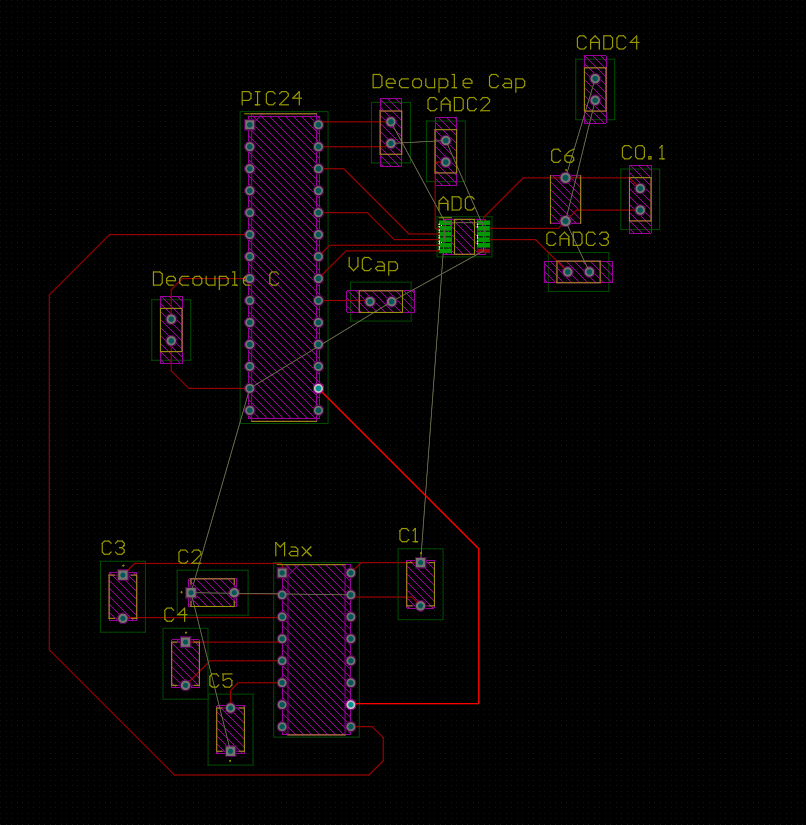 CADC4
Decouple Cap
PIC24
CADC2
C6
C0.1
ADC
CADC3
VCap
Decouple C
C1
C3
C2
Max
C4
C5